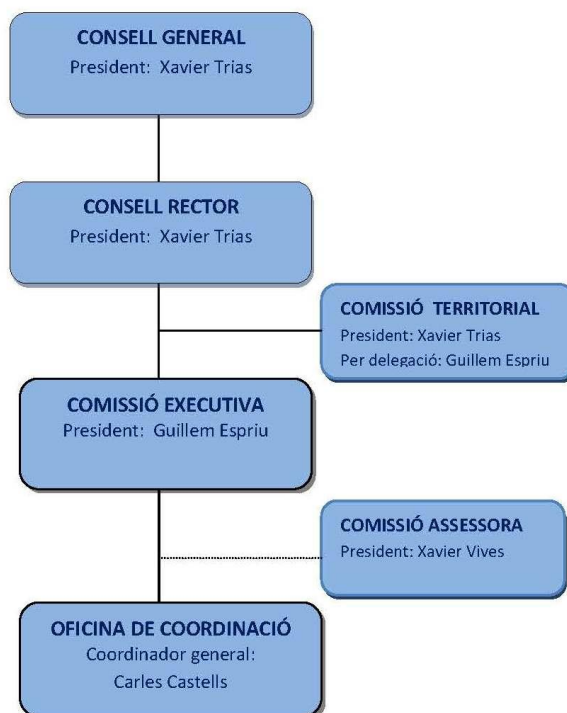 CONSELL GENERAL
President: Xavier Trias
CONSELL RECTOR
President: Xavier Trias
COMISSIÓ TERRITORIAL
President: Xavier Trias
Per delegació: Guillem Espriu
COMISSIÓ EXECUTIVA
President: Guillem Espriu
COMISSIÓ ASSESSORA
President: Xavier Vives
OFICINA DE COORDINACIÓ
Coordinador general:
Carles Castells